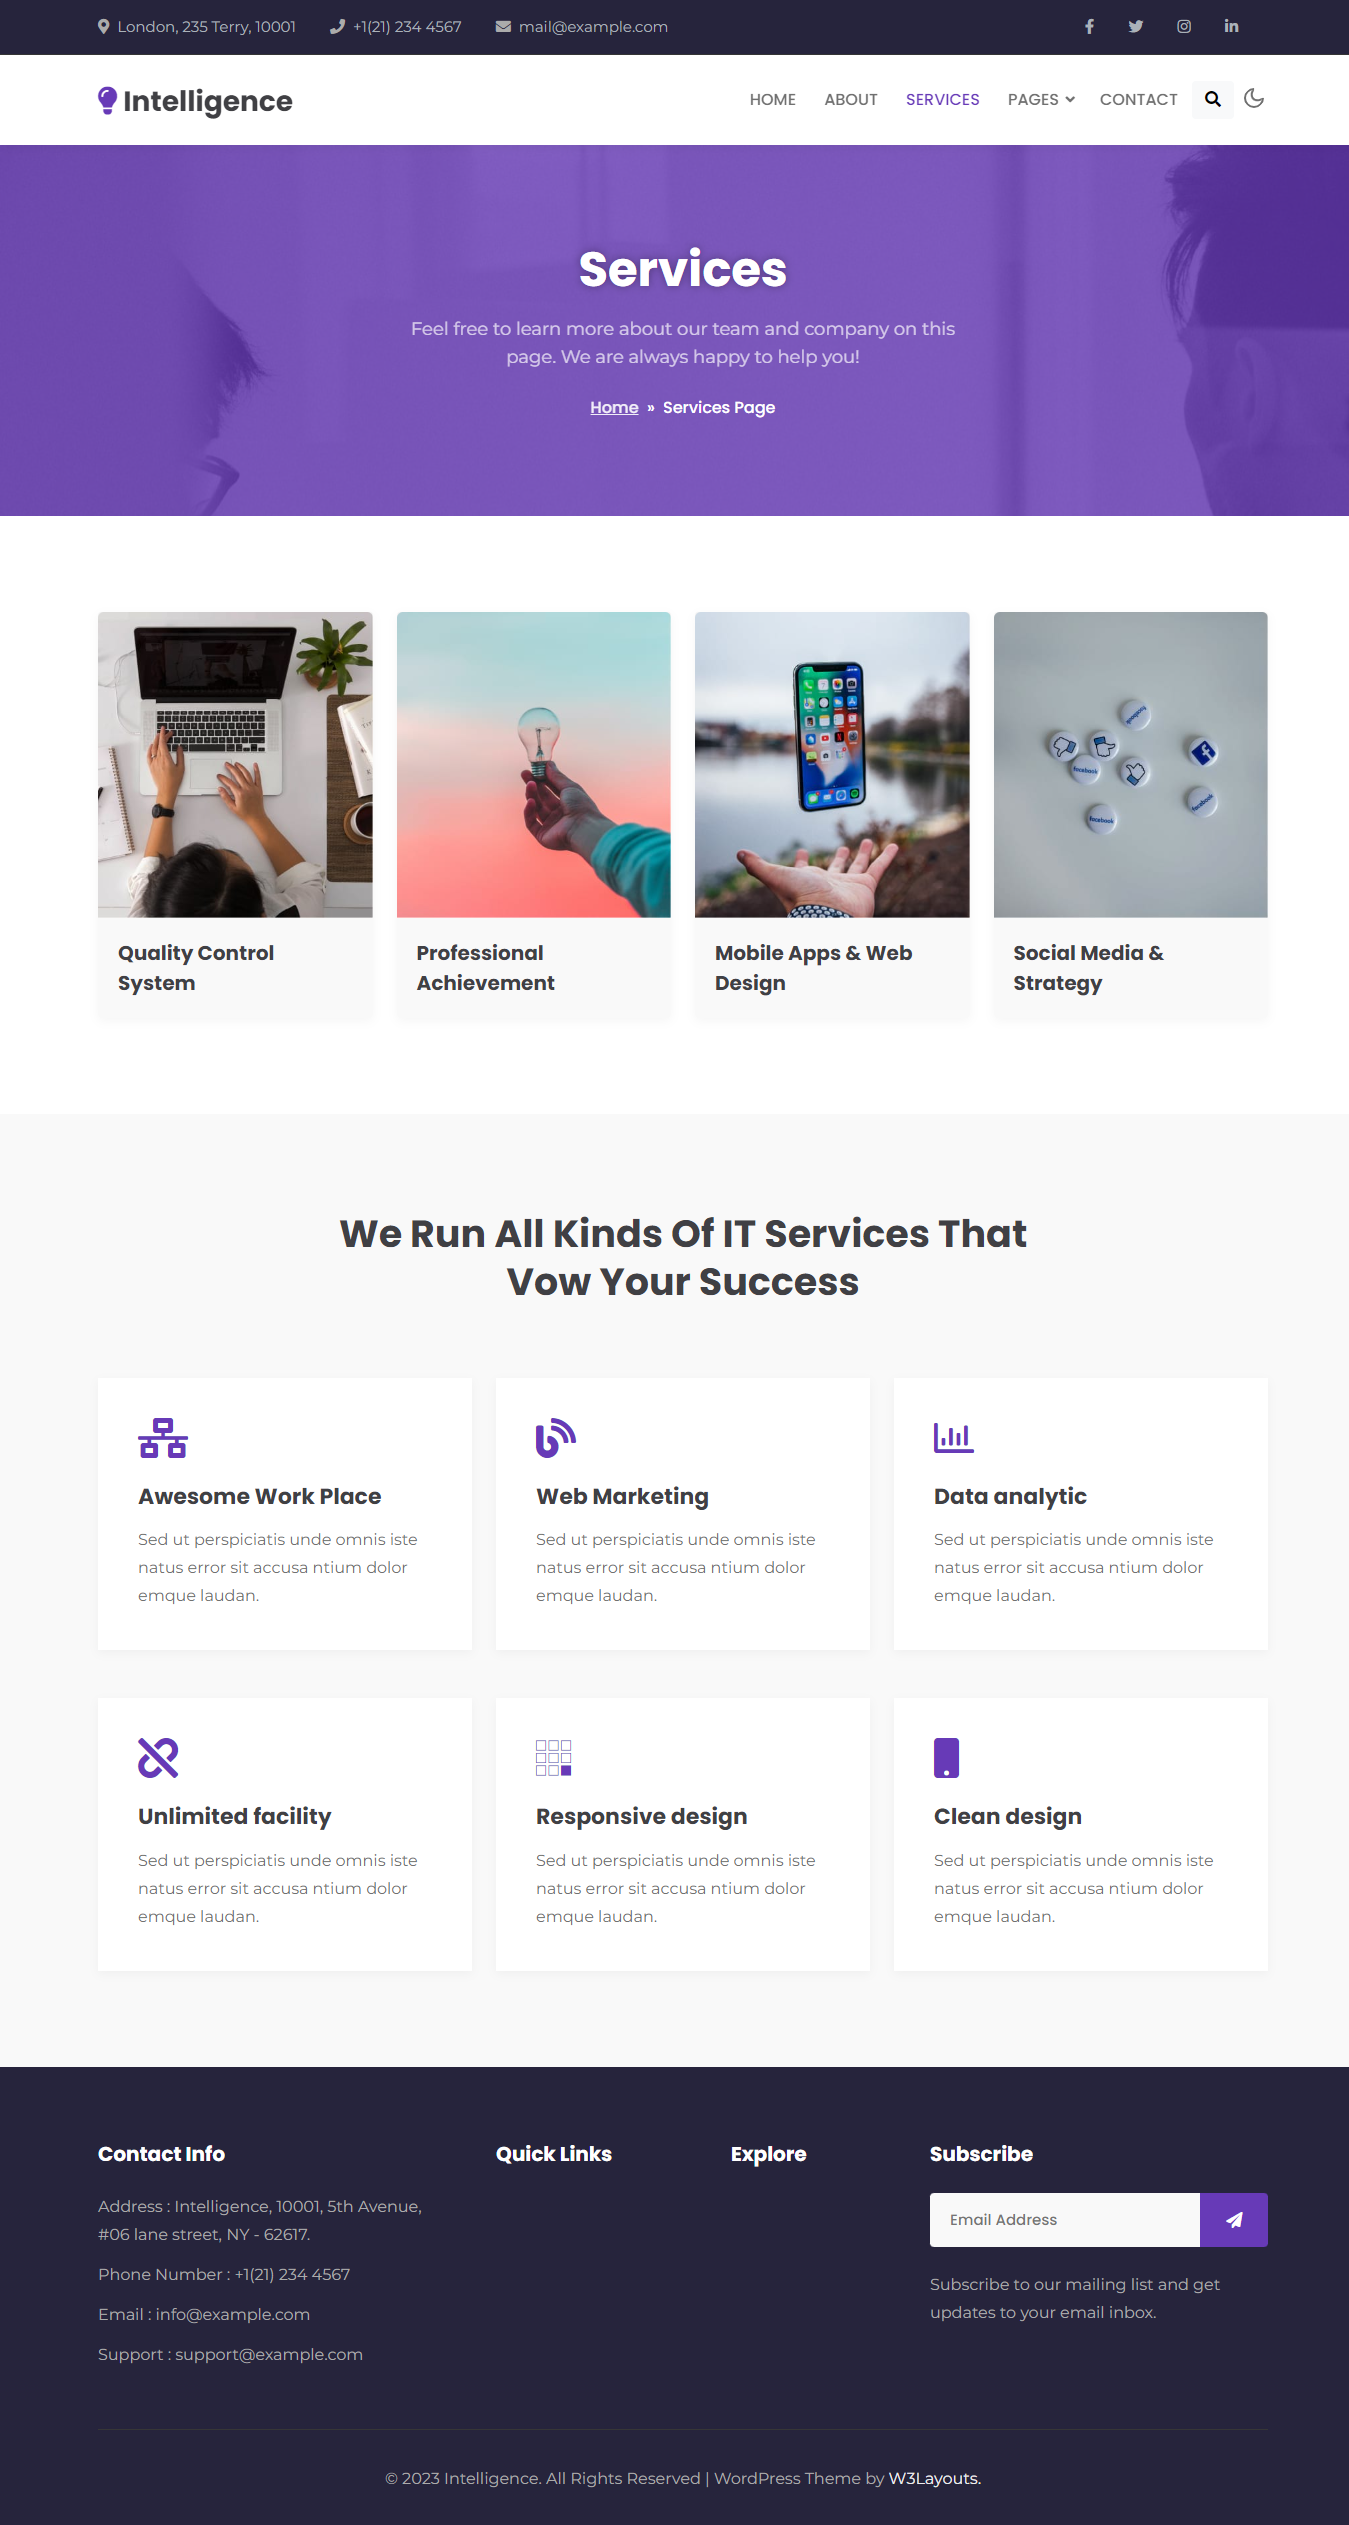 London, 235 Terry, 10001 +1(21) 234 4567 mail@example.com
Intelligence HOME ABOUT SERVICES PAGES CONTACT
Services
Feel free to learn more about our team and company on this
page. We are always happy to help you!
Home » Services Page
facebook
facebook
facebook
facebook
Quality Control
System
Professional
Achievement
Mobile Apps & Web
Design
Social Media &
Strategy
We Run All Kinds Of IT Services That
Vow Your Success
Awesome Work Place
Sed ut perspiciatis unde omnis iste
natus error sit accusa ntium dolor
emque laudan.
Web Marketing
Sed ut perspiciatis unde omnis iste
natus error sit accusa ntium dolor
emque laudan.
Data analytic
Sed ut perspiciatis unde omnis iste
natus error sit accusa ntium dolor
emque laudan.
Unlimited facility
Sed ut perspiciatis unde omnis iste
natus error sit accusa ntium dolor
emque laudan.
Responsive design
Sed ut perspiciatis unde omnis iste
natus error sit accusa ntium dolor
emque laudan.
Clean design
Sed ut perspiciatis unde omnis iste
natus error sit accusa ntium dolor
emque laudan.
Contact Info
Address : Intelligence, 10001, 5th Avenue,
#06 lane street, NY - 62617.
Phone Number : +1(21) 234 4567
Email : info@example.com
Support : support@example.com
Quick Links
Explore
Subscribe
Email Address
Subscribe to our mailing list and get
updates to your email inbox.
© 2023 Intelligence. All Rights Reserved | WordPress Theme by W3Layouts.